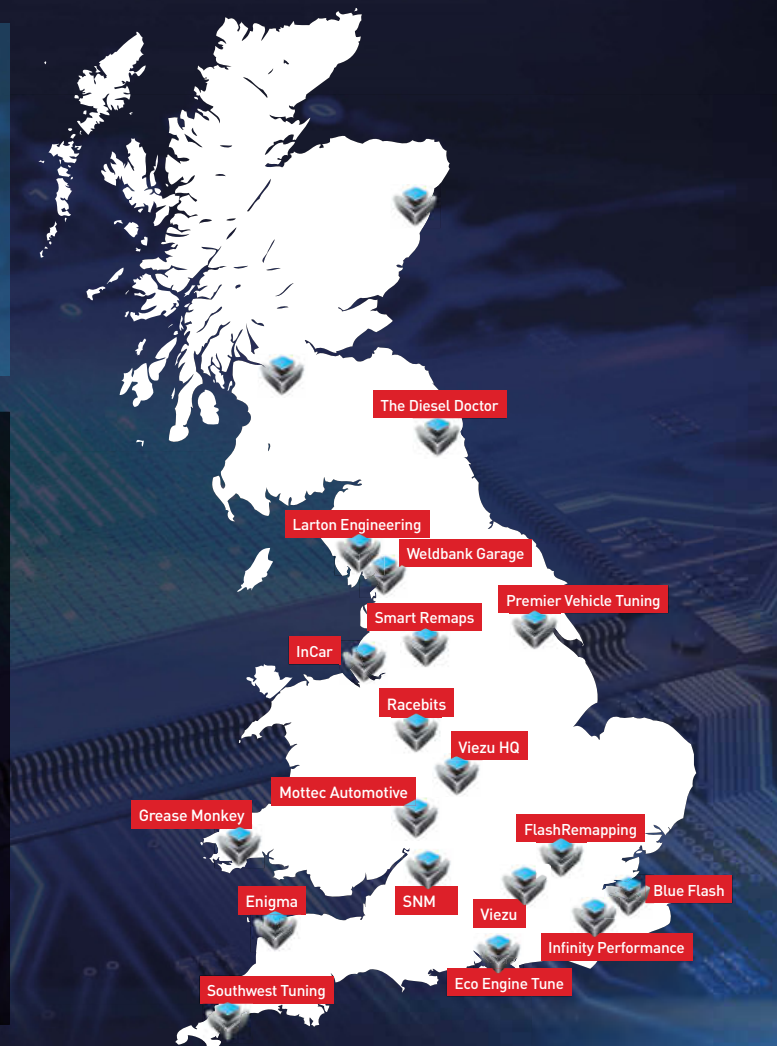 The Diesel Doctor
Larton Engineering
Weldbank Garage
Premier Vehicle Tuning
Smart Remaps
InCar
Racebits
Viezu HQ
Mottec Automotive
Grease Monkey
FlashRemapping
Blue Flash
Enigma
SNM
Viezu
Infinity Performance
Eco Engine Tune
Southwest Tuning